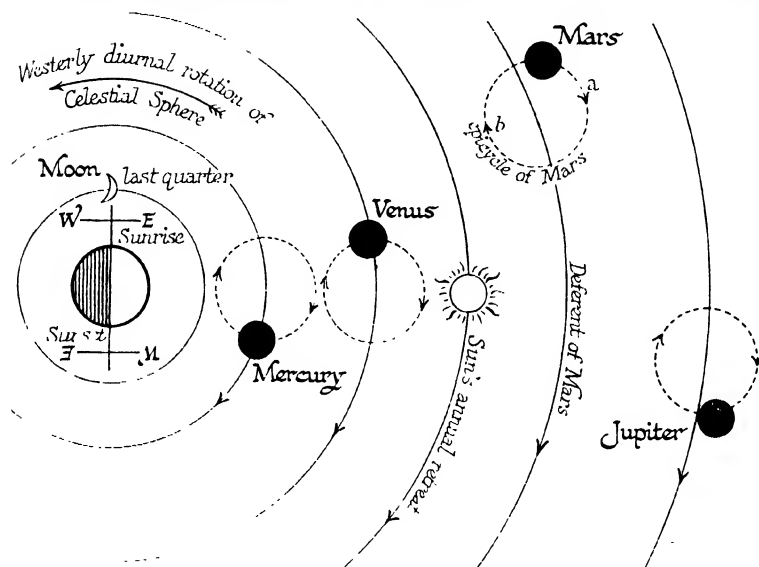 Westerly diurnal rotation of
Celestial Sphere
Mars
a
b
epicycle of Mars
Moon
last quarter
W E
Sunrise
Venus
Sunset
E W
Mercury
Sun's annual retreat
Deferent of Mars
Jupiter